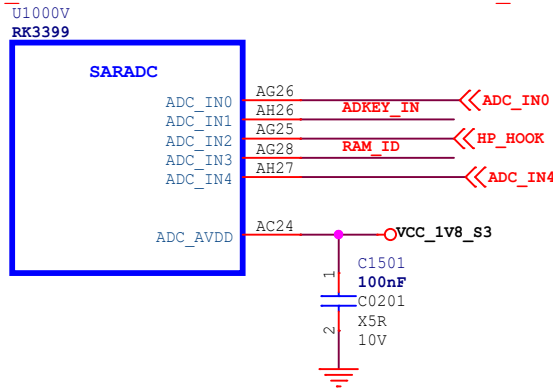 U1000V
RK3399
SARADC
ADC_IN0 AG26 ADC_IN0
ADC_IN1 AH26 ADKEY_IN
ADC_IN2 AG25 HP_HOOK
ADC_IN3 AG28 RAM_ID
ADC_IN4 AH27 ADC_IN4
ADC_AVDD AC24 VCC_1V8_S3
1
2
C1501
100nF
C0201
X5R
10V